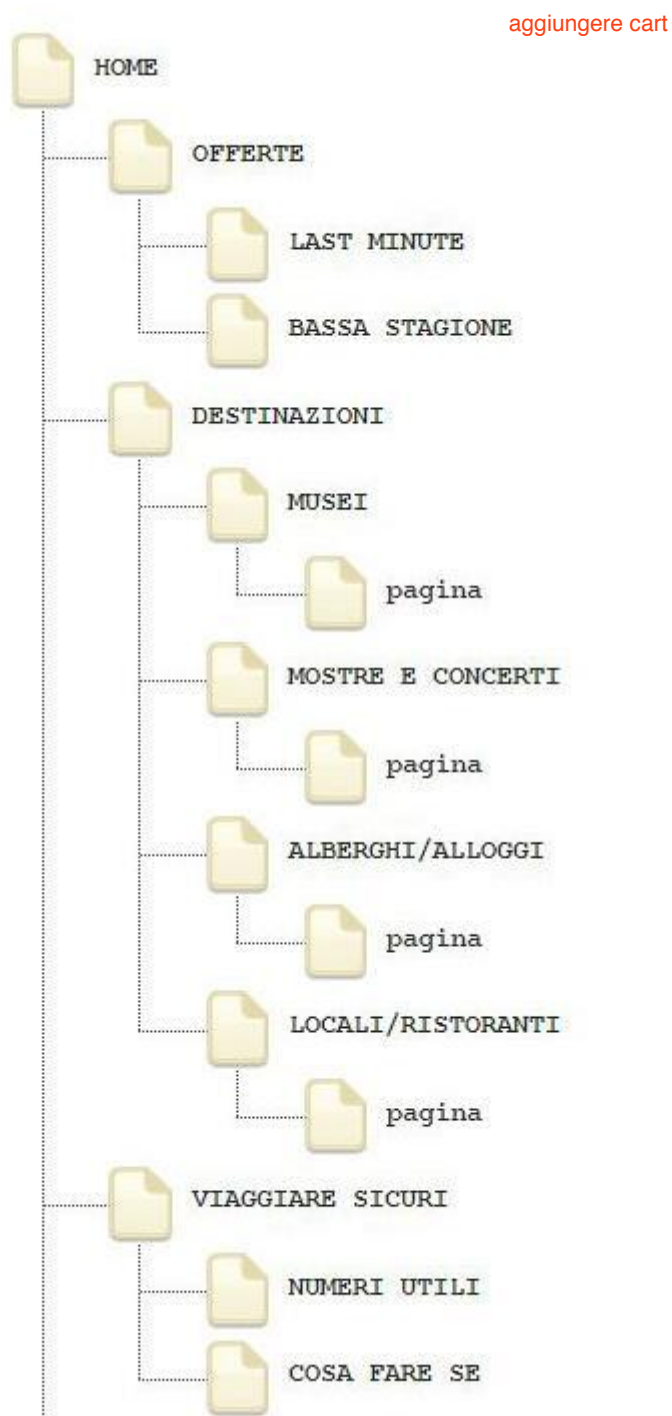 aggiungere cart
HOME
OFFERTE
LAST MINUTE
BASSA STAGIONE
DESTINAZIONI
MUSEI
pagina
MOSTRE E CONCERTI
pagina
ALBERGHI/ALLOGGI
pagina
LOCALI/RISTORANTI
pagina
VIAGGIARE SICURI
NUMERI UTILI
COSA FARE SE